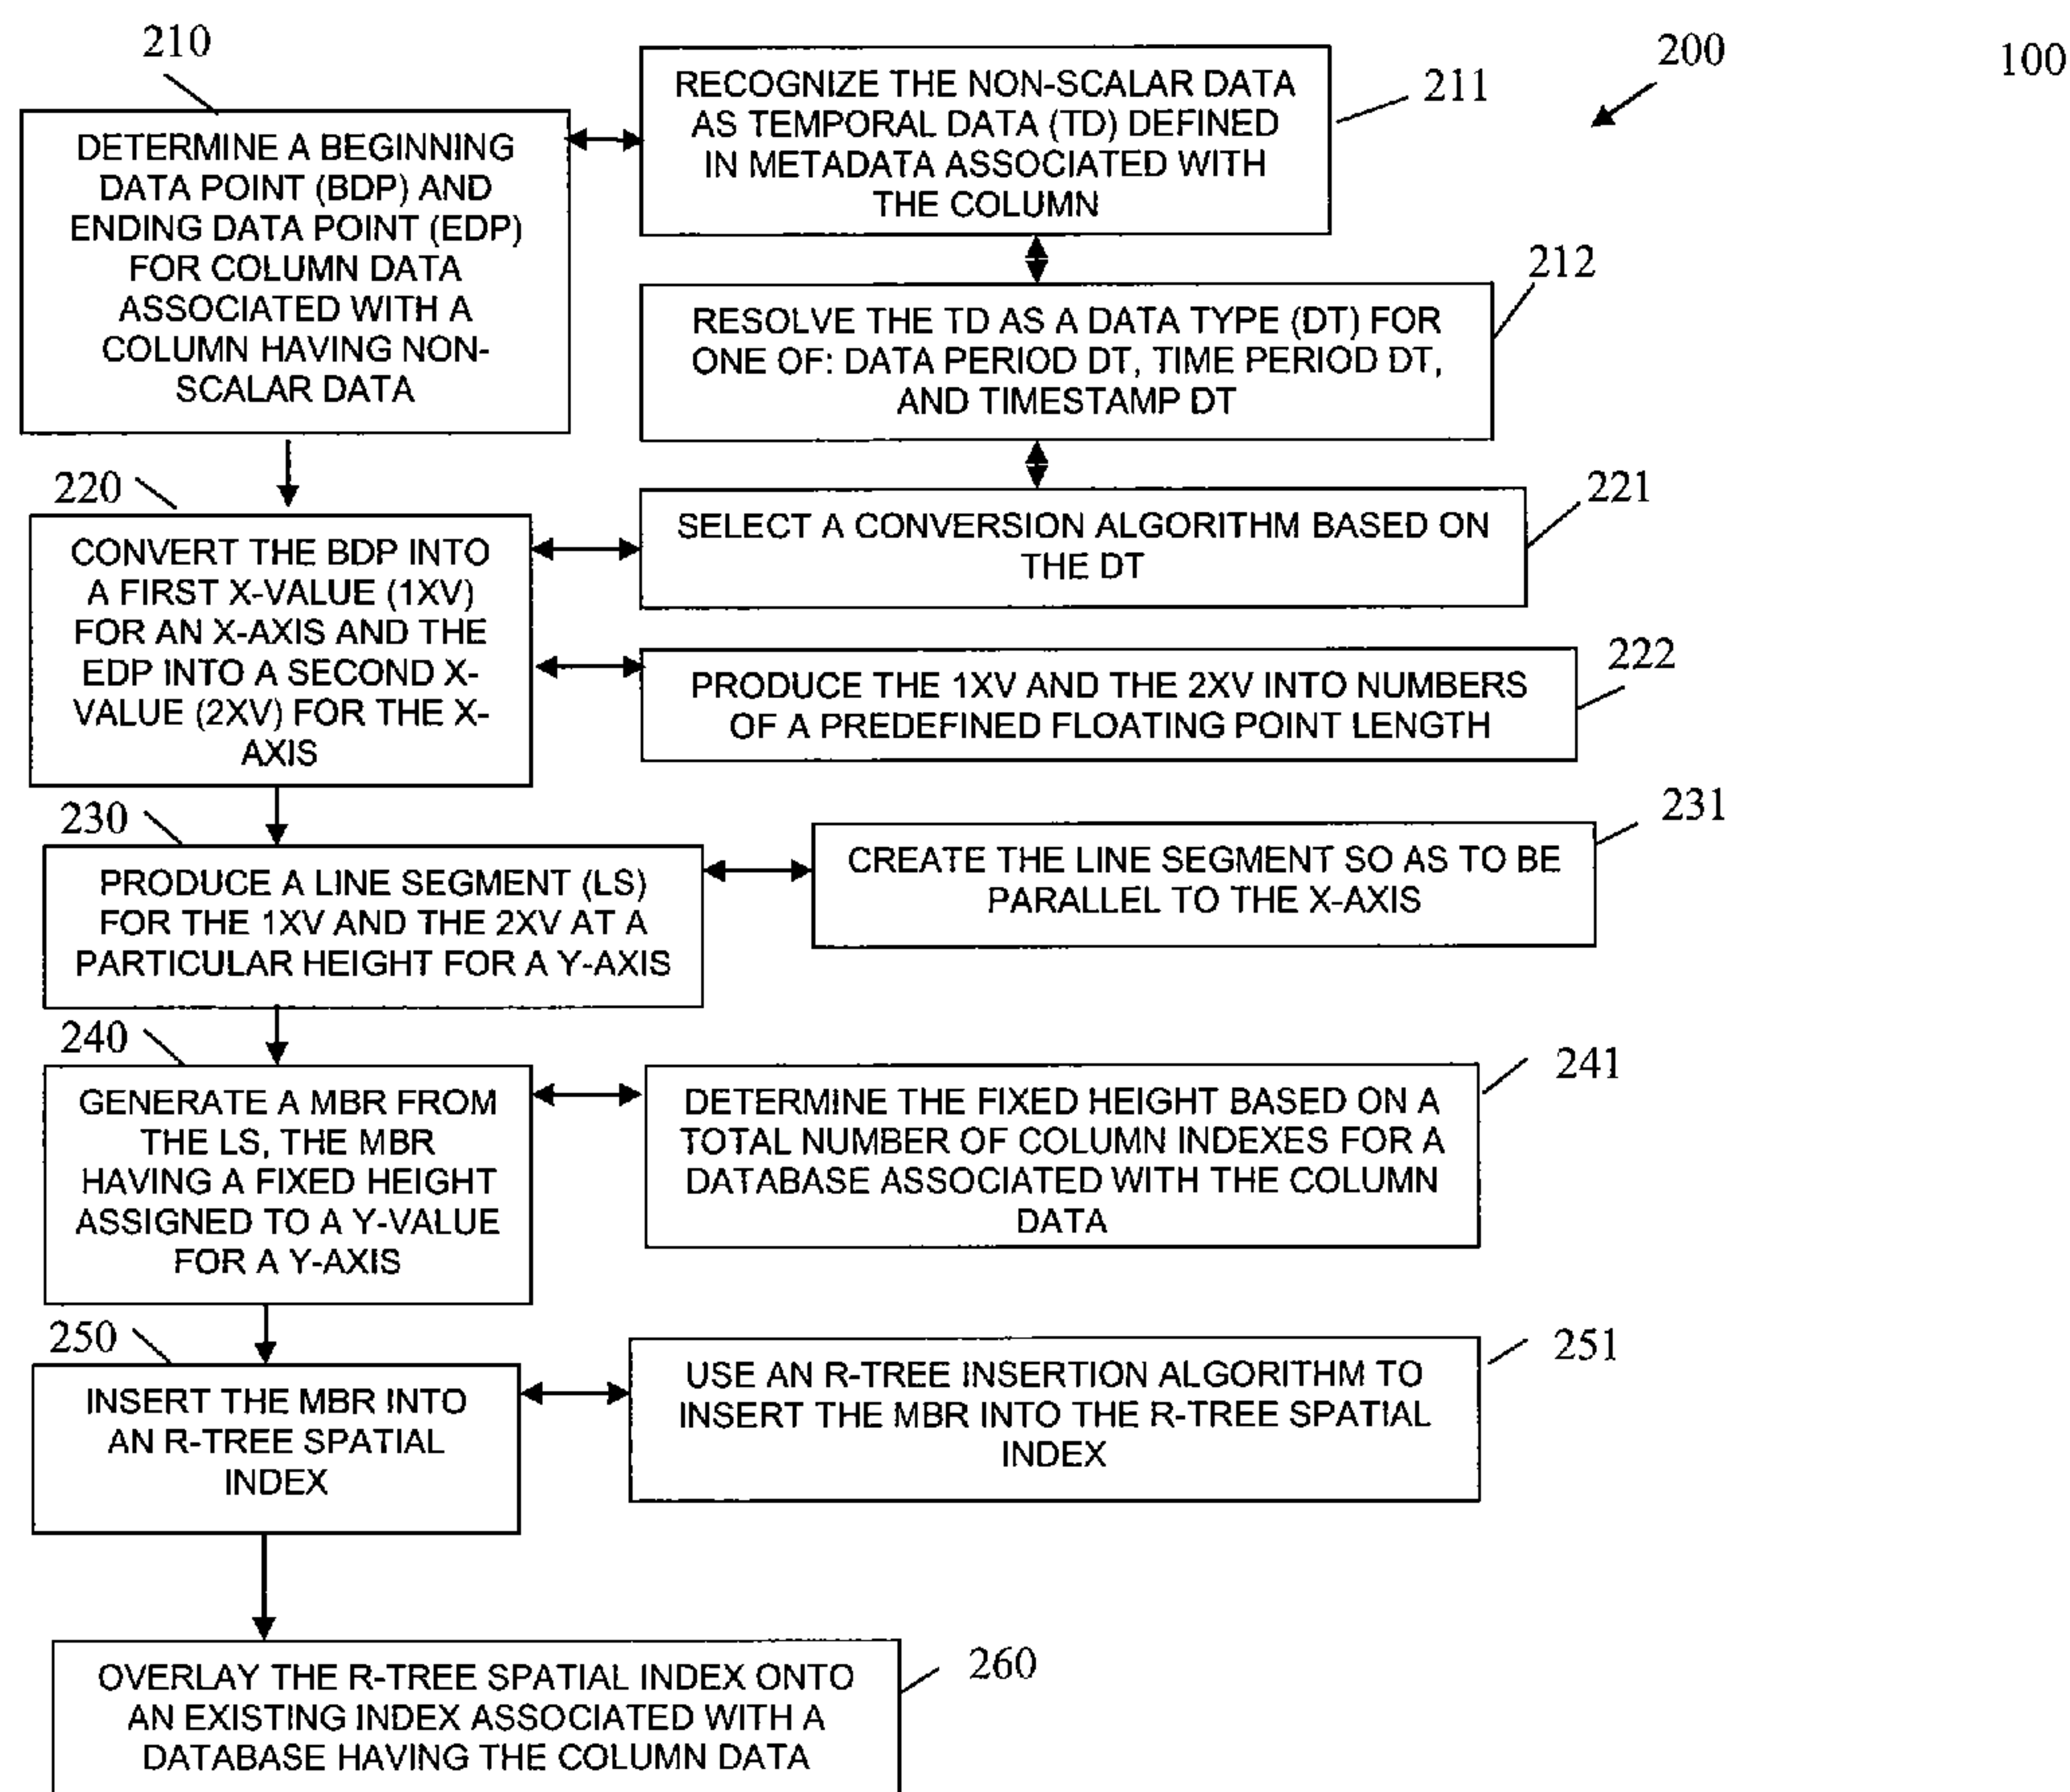 210
DETERMINE A BEGINNING
DATA POINT (BDP) AND
ENDING DATA POINT (EDP)
FOR COLUMN DATA
ASSOCIATED WITH A
COLUMN HAVING NON-
SCALAR DATA
RECOGNIZE THE NON-SCALAR DATA
AS TEMPORAL DATA (TD) DEFINED
IN METADATA ASSOCIATED WITH
THE COLUMN
211
200
100
212
RESOLVE THE TD AS A DATA TYPE (DT) FOR
ONE OF: DATA PERIOD DT, TIME PERIOD DT,
AND TIMESTAMP DT
220
CONVERT THE BDP INTO
A FIRST X-VALUE (1XV)
FOR AN X-AXIS AND THE
EDP INTO A SECOND X-
VALUE (2XV) FOR THE X-
AXIS
221
SELECT A CONVERSION ALGORITHM BASED ON
THE DT
222
PRODUCE THE 1XV AND THE 2XV INTO NUMBERS
OF A PREDEFINED FLOATING POINT LENGTH
230
PRODUCE A LINE SEGMENT (LS)
FOR THE 1XV AND THE 2XV AT A
PARTICULAR HEIGHT FOR A Y-AXIS
231
CREATE THE LINE SEGMENT SO AS TO BE
PARALLEL TO THE X-AXIS
240
GENERATE A MBR FROM
THE LS, THE MBR
HAVING A FIXED HEIGHT
ASSIGNED TO A Y-VALUE
FOR A Y-AXIS
241
DETERMINE THE FIXED HEIGHT BASED ON A
TOTAL NUMBER OF COLUMN INDEXES FOR A
DATABASE ASSOCIATED WITH THE COLUMN
DATA
250
INSERT THE MBR INTO
AN R-TREE SPATIAL
INDEX
251
USE AN R-TREE INSERTION ALGORITHM TO
INSERT THE MBR INTO THE R-TREE SPATIAL
INDEX
260
OVERLAY THE R-TREE SPATIAL INDEX ONTO
AN EXISTING INDEX ASSOCIATED WITH A
DATABASE HAVING THE COLUMN DATA